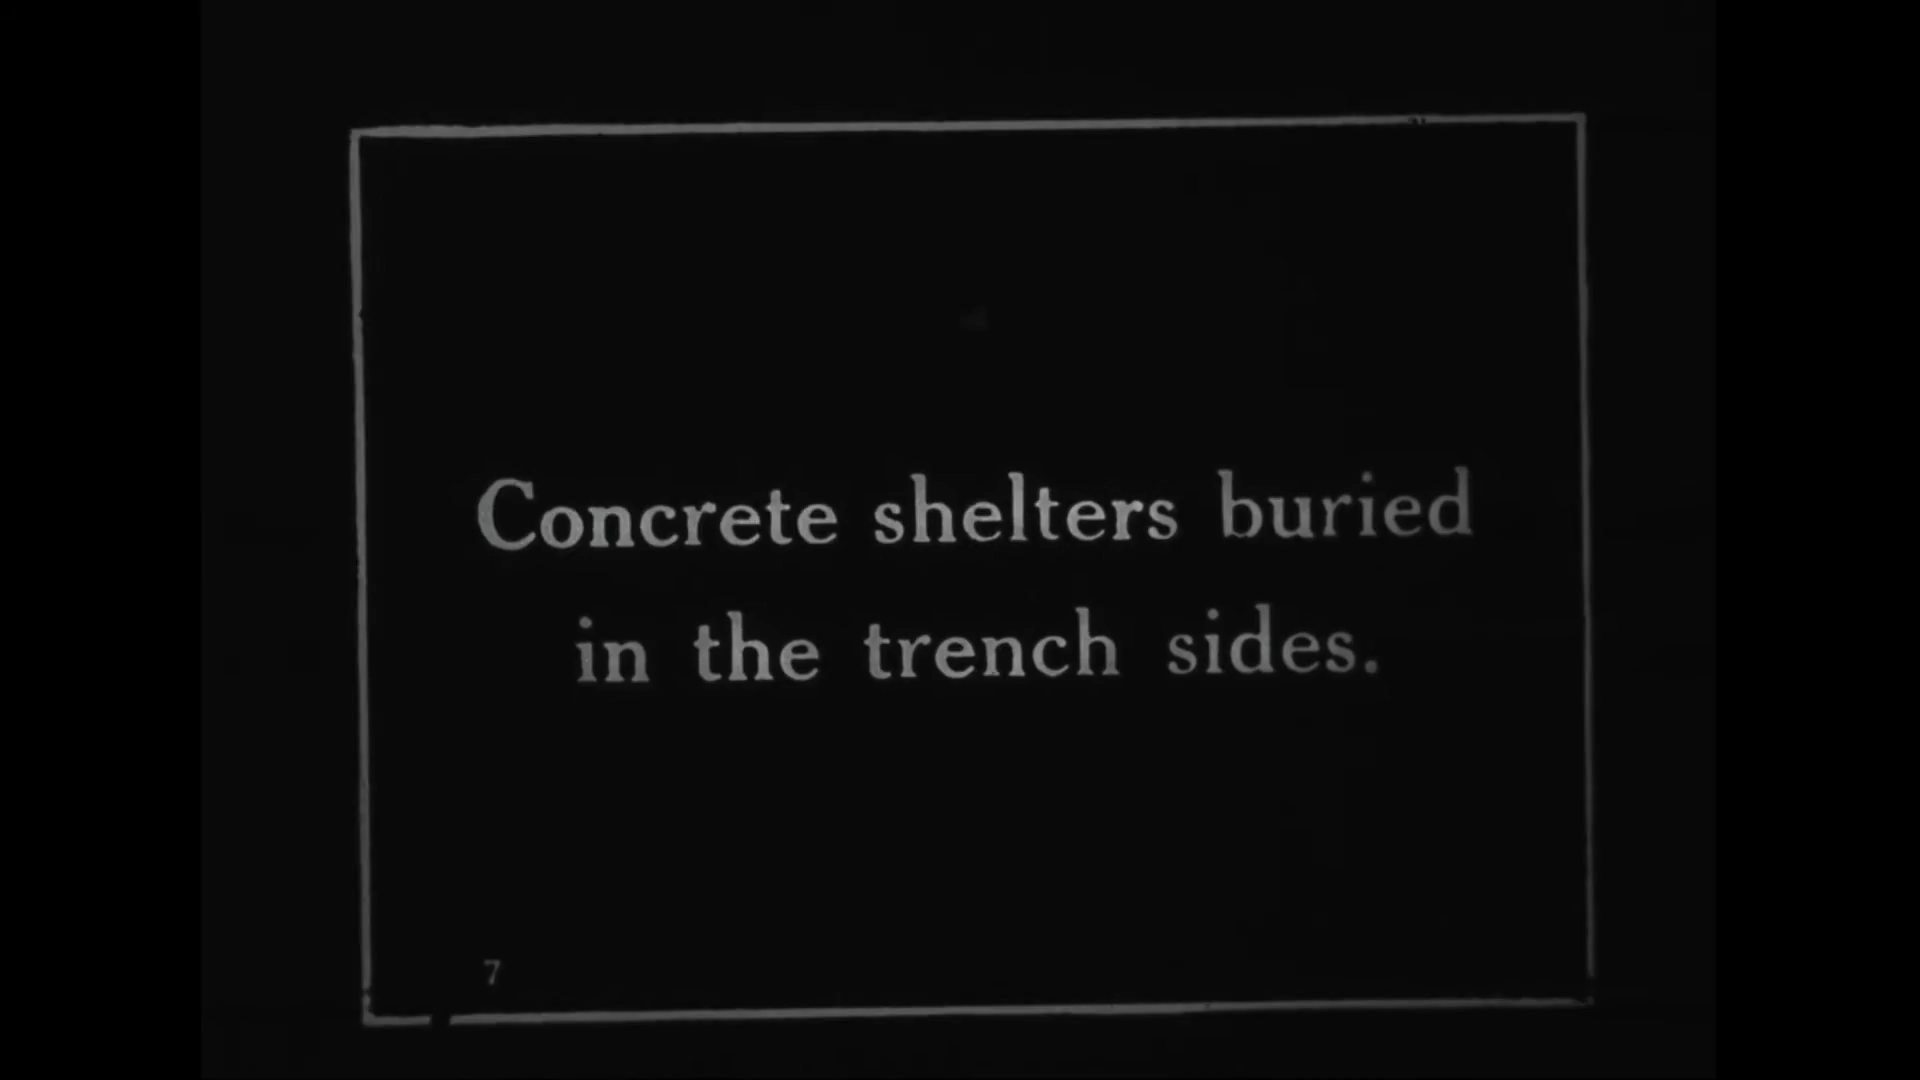 Concrete shelters buried
in the trench sides.
7